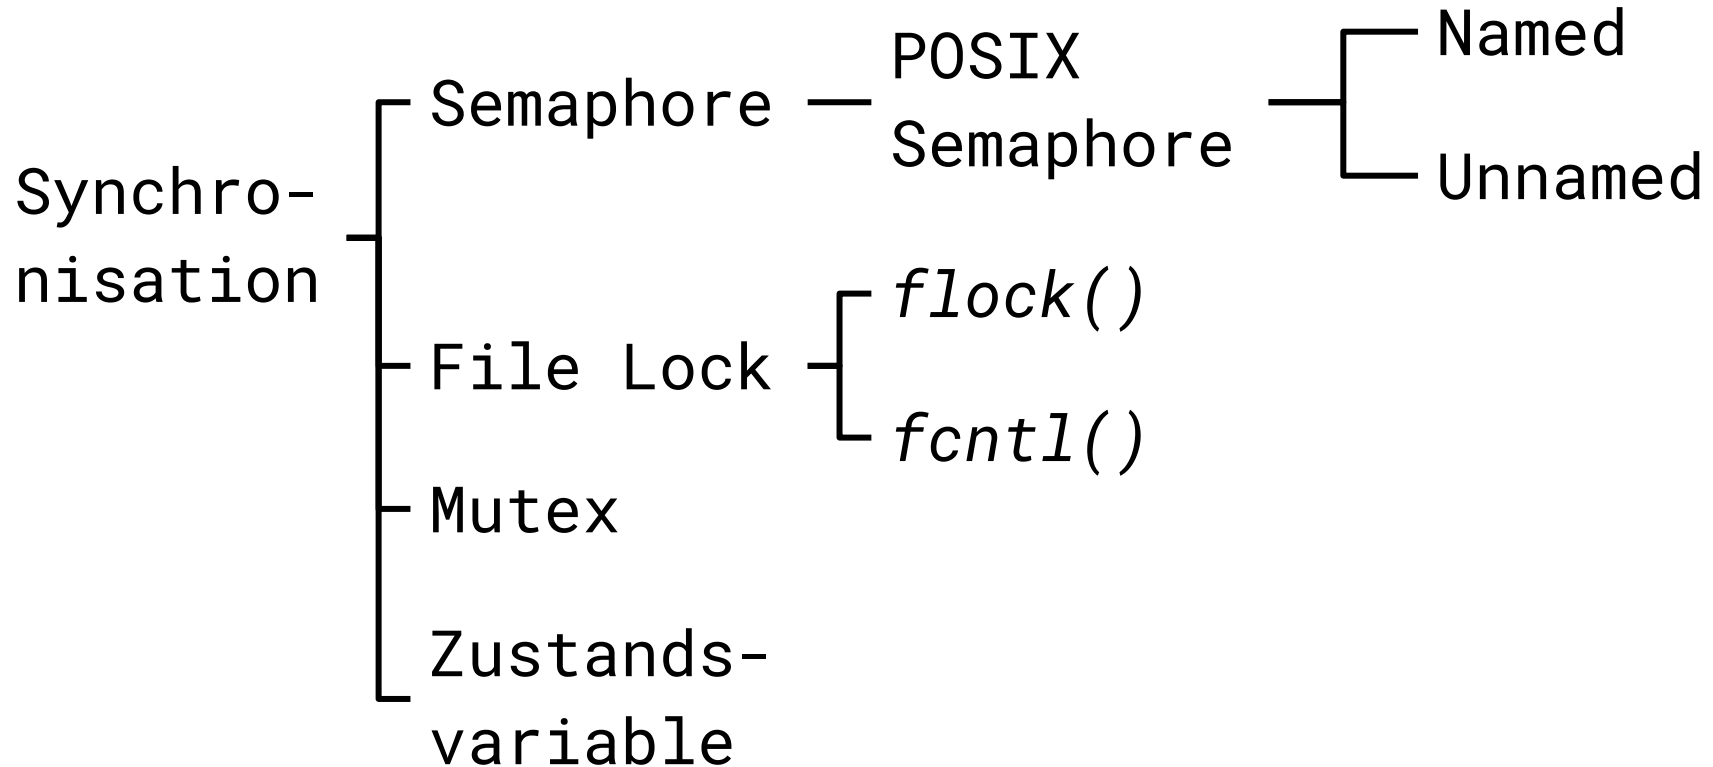 Synchro-
nisation
Semaphore
POSIX
Semaphore
Named
Unnamed
File Lock
flock()
fcntl()
Mutex
Zustands-
variable